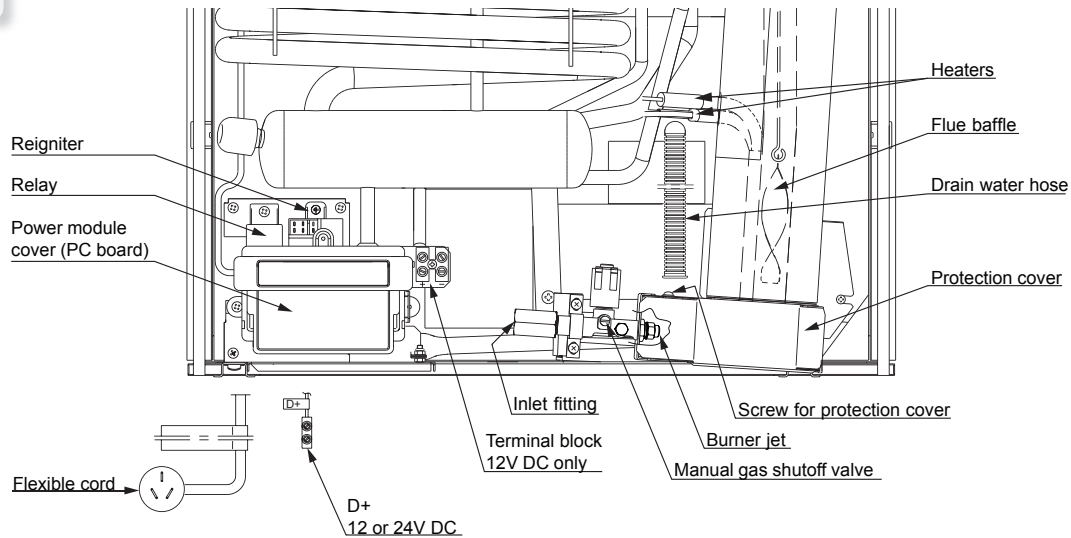 Heaters
Flue baffle
Drain water hose
Protection cover
Reigniter
Relay
Power module
cover (PC board)
+ −
D+
Inlet fitting
Terminal block
12V DC only
Screw for protection cover
Burner jet
Manual gas shutoff valve
Flexible cord
D+
12 or 24V DC